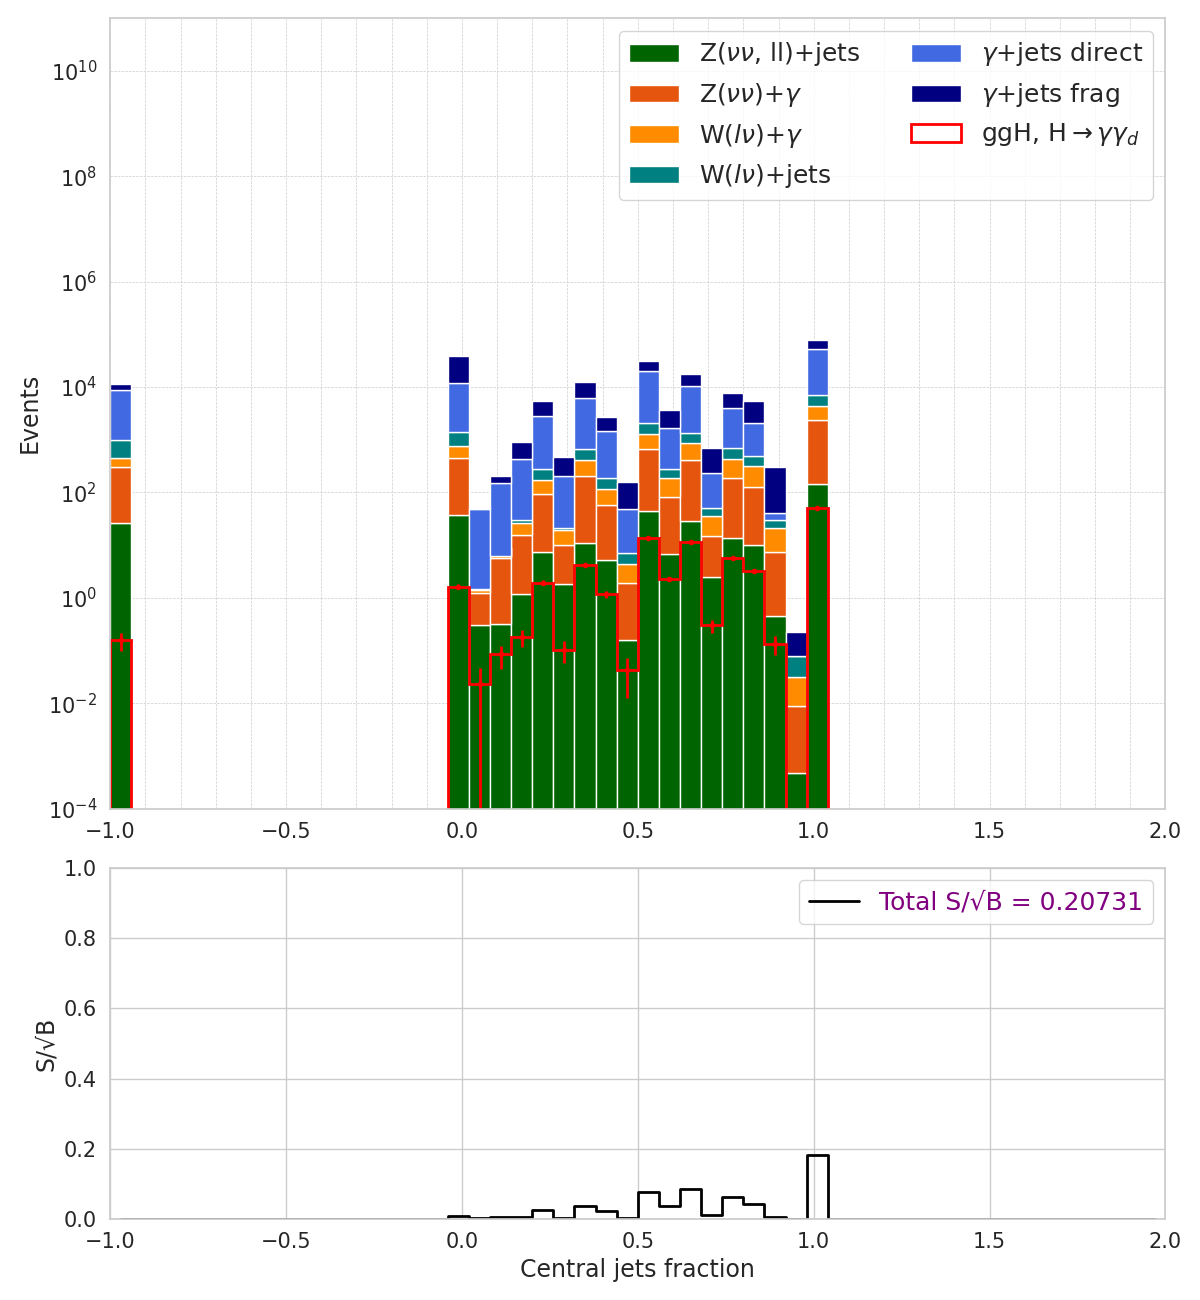 Z(νν, ll)+jets
Z(νν)+γ
W(lν)+γ
W(lν)+jets
γ+jets direct
γ+jets frag
ggH, H→γγ_d
Events
10^10
10^8
10^6
10^4
10^2
10^0
10^−2
10^−4
−1.0 −0.5 0.0 0.5 1.0 1.5 2.0
Total S/√B = 0.20731
S/√B
1.0
0.8
0.6
0.4
0.2
0.0
−1.0 −0.5 0.0 0.5 1.0 1.5 2.0
Central jets fraction